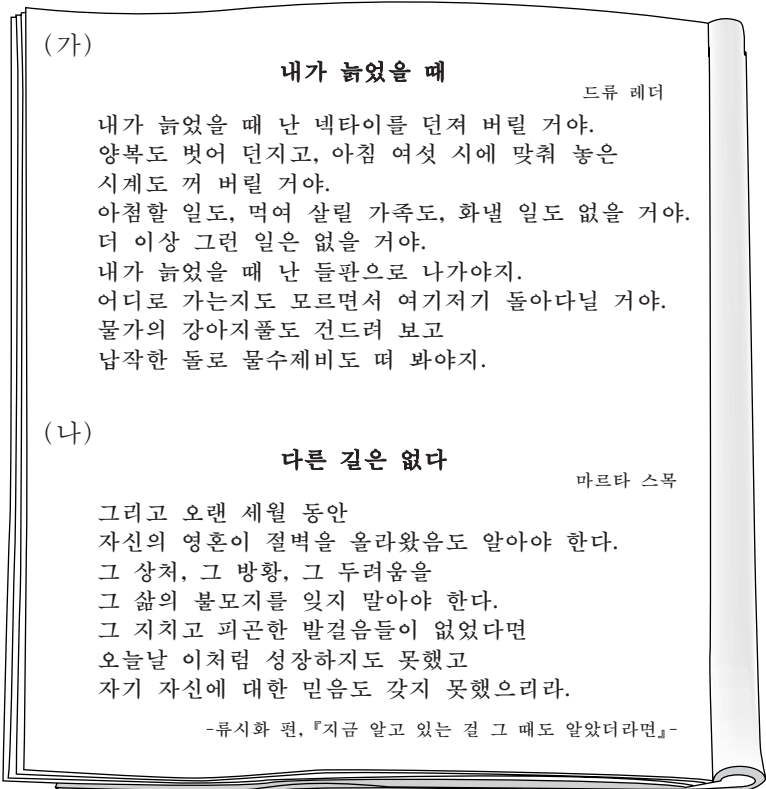 (가)
내가 늙었을 때
드류 레더
내가 늙었을 때 난 넥타이를 던져 버릴 거야.
양복도 벗어 던지고, 아침 여섯 시에 맞춰 놓은
시계도 꺼 버릴 거야.
아첨할 일도, 먹여 살릴 가족도, 화낼 일도 없을 거야.
더 이상 그런 일은 없을 거야.
내가 늙었을 때 난 들판으로 나가야지.
어디로 가는지도 모르면서 여기저기 돌아다닐 거야.
물가의 강아지풀도 건드려 보고
납작한 돌로 물수제비도 떠 봐야지.
(나)
다른 길은 없다
마르타 스목
그리고 오랜 세월 동안
자신의 영혼이 절벽을 올라왔음도 알아야 한다.
그 상처, 그 방황, 그 두려움을
그 삶의 불모지를 잊지 말아야 한다.
그 지치고 피곤한 발걸음들이 없었다면
오늘날 이처럼 성장하지도 못했고
자기 자신에 대한 믿음도 갖지 못했으리라.
-류시화 편,『지금 알고 있는 걸 그 때도 알았더라면』-